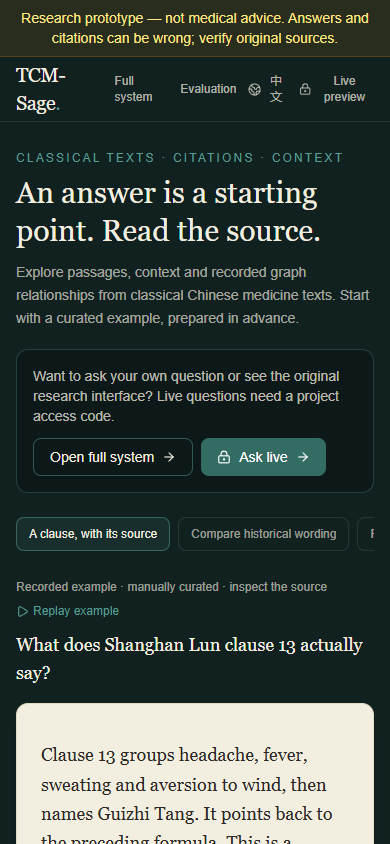 Research prototype — not medical advice. Answers and
citations can be wrong; verify original sources.
TCM-
Sage.
Full
system
Evaluation
中
文
Live
preview
CLASSICAL TEXTS · CITATIONS · CONTEXT
An answer is a starting
point. Read the source.
Explore passages, context and recorded graph
relationships from classical Chinese medicine texts. Start
with a curated example, prepared in advance.
Want to ask your own question or see the original
research interface? Live questions need a project
access code.
Open full system →
Ask live →
A clause, with its source
Compare historical wording
Recorded example · manually curated · inspect the source
Replay example
What does Shanghan Lun clause 13 actually
say?
Clause 13 groups headache, fever,
sweating and aversion to wind, then
names Guizhi Tang. It points back to
the preceding formula. This is a